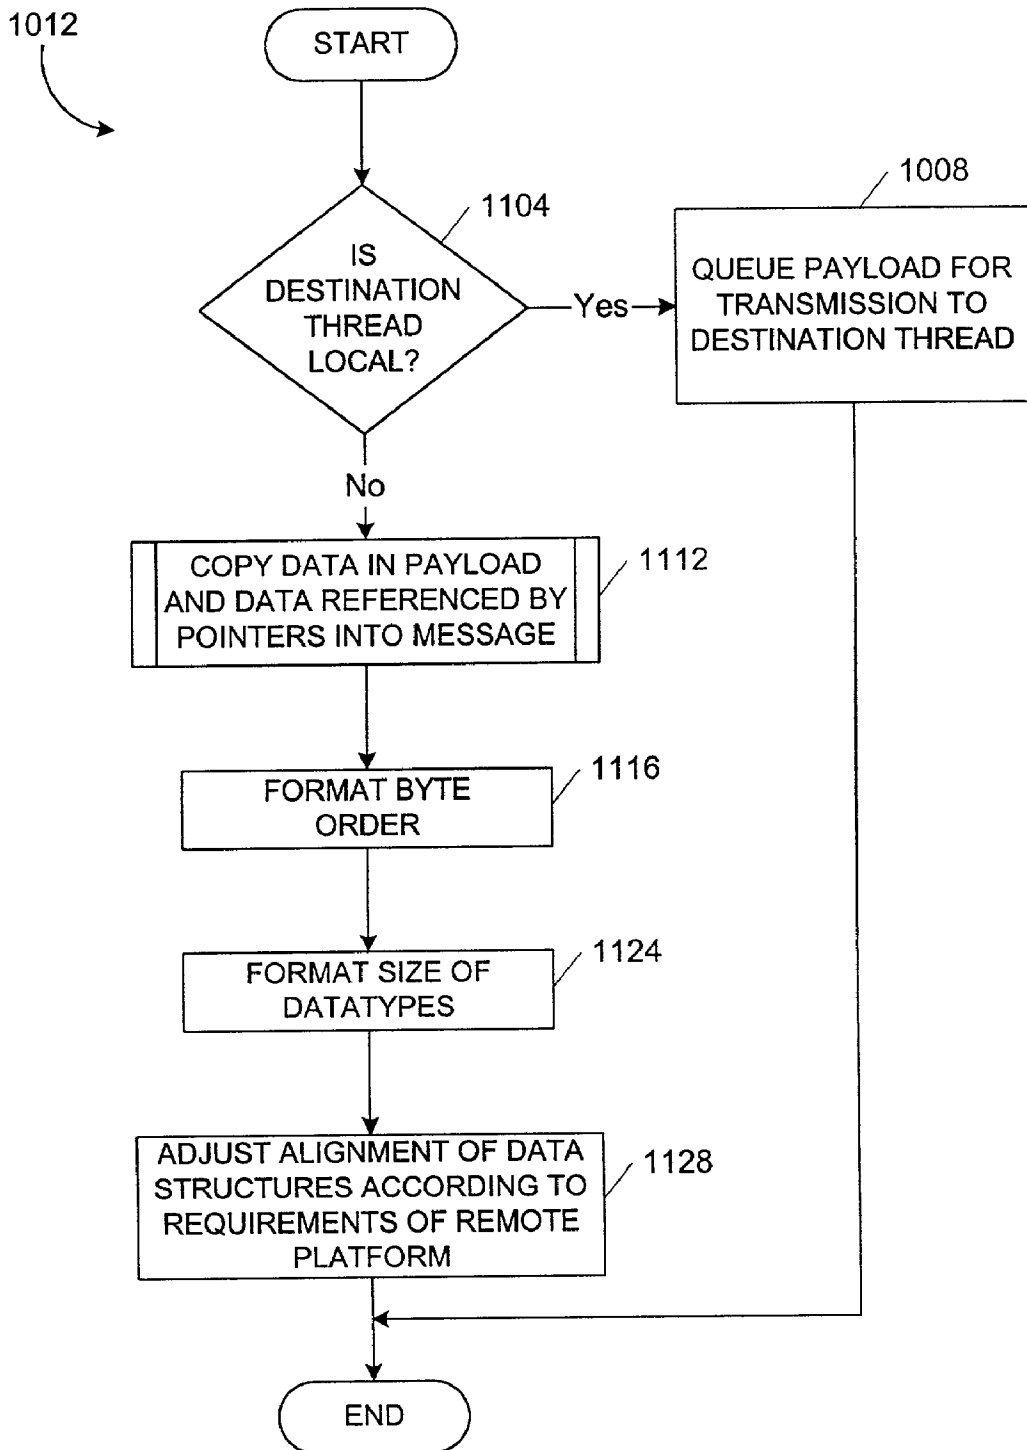 1012
START
1008
1104
IS
DESTINATION
THREAD
LOCAL?
Yes
QUEUE PAYLOAD FOR
TRANSMISSION TO
DESTINATION THREAD
No
COPY DATA IN PAYLOAD
AND DATA REFERENCED BY
POINTERS INTO MESSAGE
1112
FORMAT BYTE
ORDER
1116
FORMAT SIZE OF
DATATYPES
1124
ADJUST ALIGNMENT OF DATA
STRUCTURES ACCORDING TO
REQUIREMENTS OF REMOTE
PLATFORM
1128
END